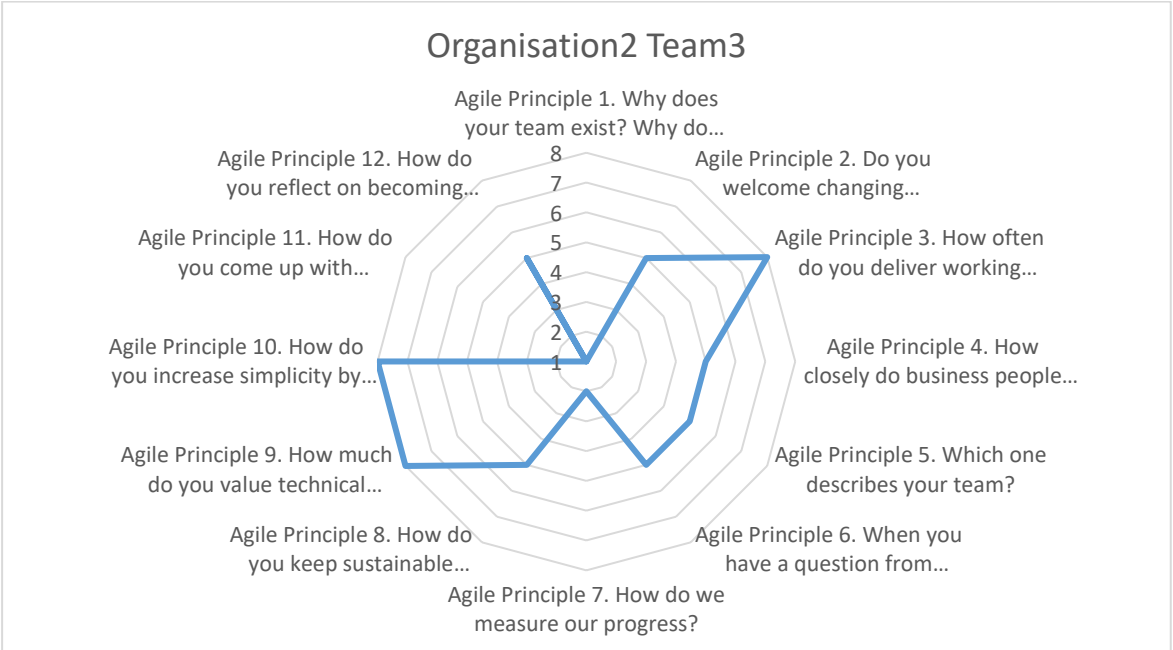 Organisation2 Team3
Agile Principle 1. Why does
your team exist? Why do...
Agile Principle 2. Do you
welcome changing...
Agile Principle 3. How often
do you deliver working...
Agile Principle 4. How
closely do business people...
Agile Principle 5. Which one
describes your team?
Agile Principle 6. When you
have a question from...
Agile Principle 7. How do we
measure our progress?
Agile Principle 8. How do
you keep sustainable...
Agile Principle 9. How much
do you value technical...
Agile Principle 10. How do
you increase simplicity by...
Agile Principle 11. How do
you come up with...
Agile Principle 12. How do
you reflect on becoming...
8
7
6
5
4
3
2
1